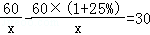 60/x - 60×(1+25%)/x = 30